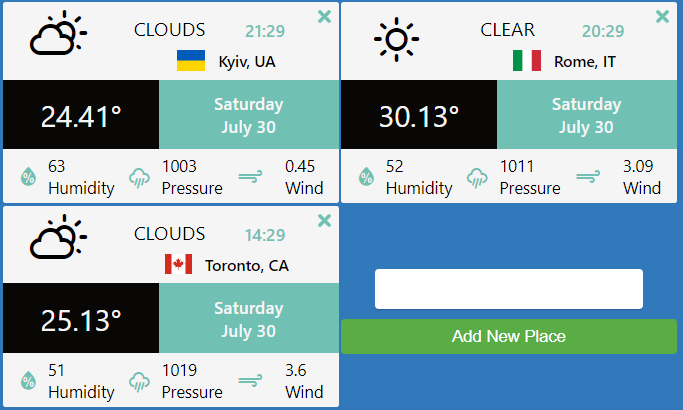 CLOUDS 21:29
Kyiv, UA
24.41°
Saturday
July 30
63 1003 0.45
Humidity Pressure Wind
CLEAR 20:29
Rome, IT
30.13°
Saturday
July 30
52 1011 3.09
Humidity Pressure Wind
CLOUDS 14:29
Toronto, CA
25.13°
Saturday
July 30
51 1019 3.6
Humidity Pressure Wind
Add New Place